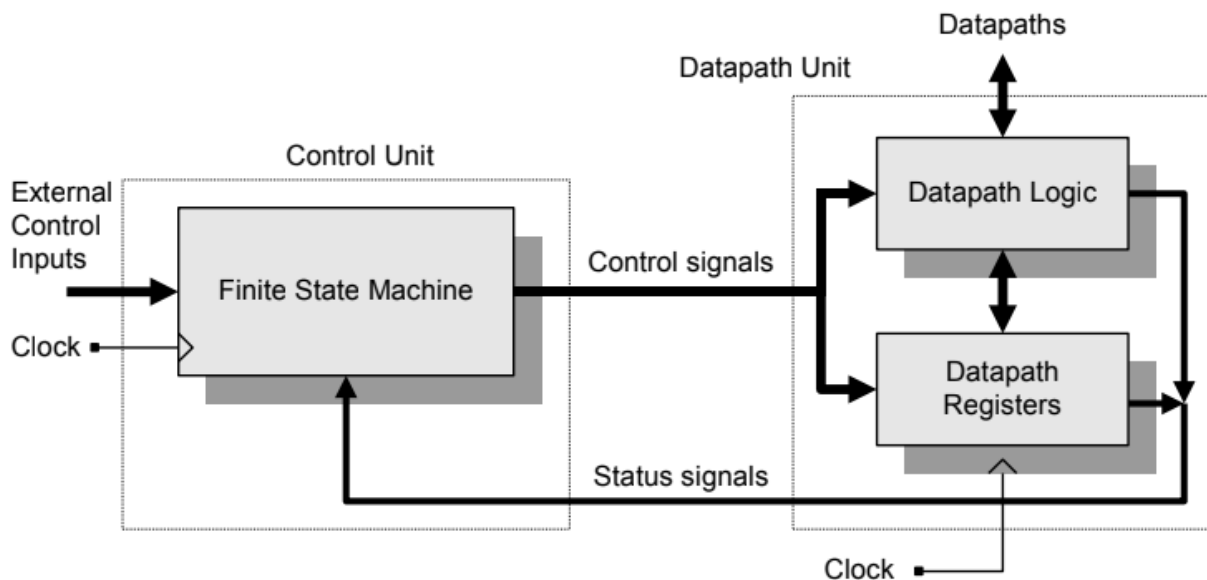 Datapaths
Datapath Unit
Control Unit
External
Control
Inputs
Finite State Machine
Clock
Control signals
Datapath Logic
Datapath
Registers
Status signals
Clock